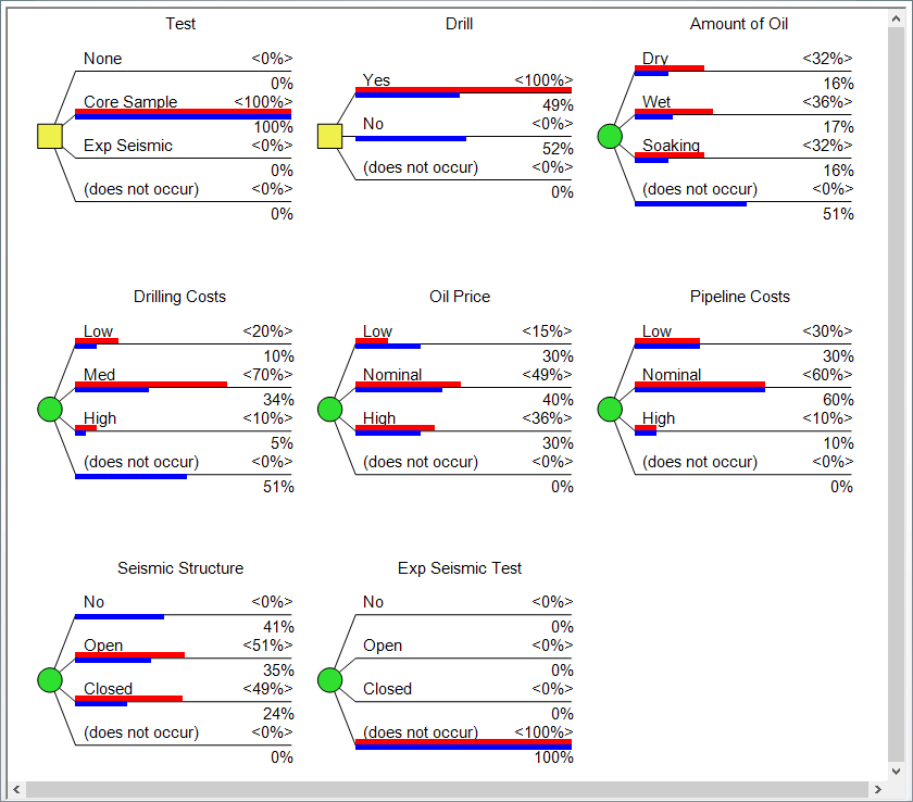 Test
None <0%>
0%
Core Sample <100%>
100%
Exp Seismic <0%>
0%
(does not occur) <0%>
0%
Drill
Yes <100%>
49%
No <0%>
52%
(does not occur) <0%>
0%
Amount of Oil
Dry <32%>
16%
Wet <36%>
17%
Soaking <32%>
16%
(does not occur) <0%>
51%
Drilling Costs
Low <20%>
10%
Med <70%>
34%
High <10%>
5%
(does not occur) <0%>
51%
Oil Price
Low <15%>
30%
Nominal <49%>
40%
High <36%>
30%
(does not occur) <0%>
0%
Pipeline Costs
Low <30%>
30%
Nominal <60%>
60%
High <10%>
10%
(does not occur) <0%>
0%
Seismic Structure
No <0%>
41%
Open <51%>
35%
Closed <49%>
24%
(does not occur) <0%>
0%
Exp Seismic Test
No <0%>
0%
Open <0%>
0%
Closed <0%>
0%
(does not occur) <100%>
100%